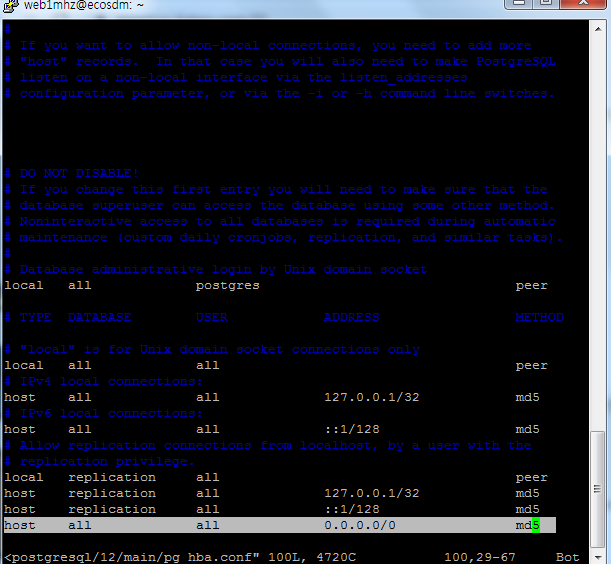 web1mhz@ecosdm: ~
#
# If you want to allow non-local connections, you need to add more
# "host" records.  In that case you will also need to make PostgreSQL
# listen on a non-local interface via the listen_addresses
# configuration parameter, or via the -i or -h command line switches.
# DO NOT DISABLE!
# If you change this first entry you will need to make sure that the
# database superuser can access the database using some other method.
# Noninteractive access to all databases is required during automatic
# maintenance (custom daily cronjobs, replication, and similar tasks).
#
# Database administrative login by Unix domain socket
local   all             postgres                                peer
# TYPE  DATABASE        USER            ADDRESS                 METHOD
# "local" is for Unix domain socket connections only
local   all             all                                     peer
# IPv4 local connections:
host    all             all             127.0.0.1/32            md5
# IPv6 local connections:
host    all             all             ::1/128                 md5
# Allow replication connections from localhost, by a user with the
# replication privilege.
local   replication     all                                     peer
host    replication     all             127.0.0.1/32            md5
host    replication     all             ::1/128                 md5
host    all             all             0.0.0.0/0               md5
<postgresql/12/main/pg_hba.conf" 100L, 4720C          100,29-67     Bot